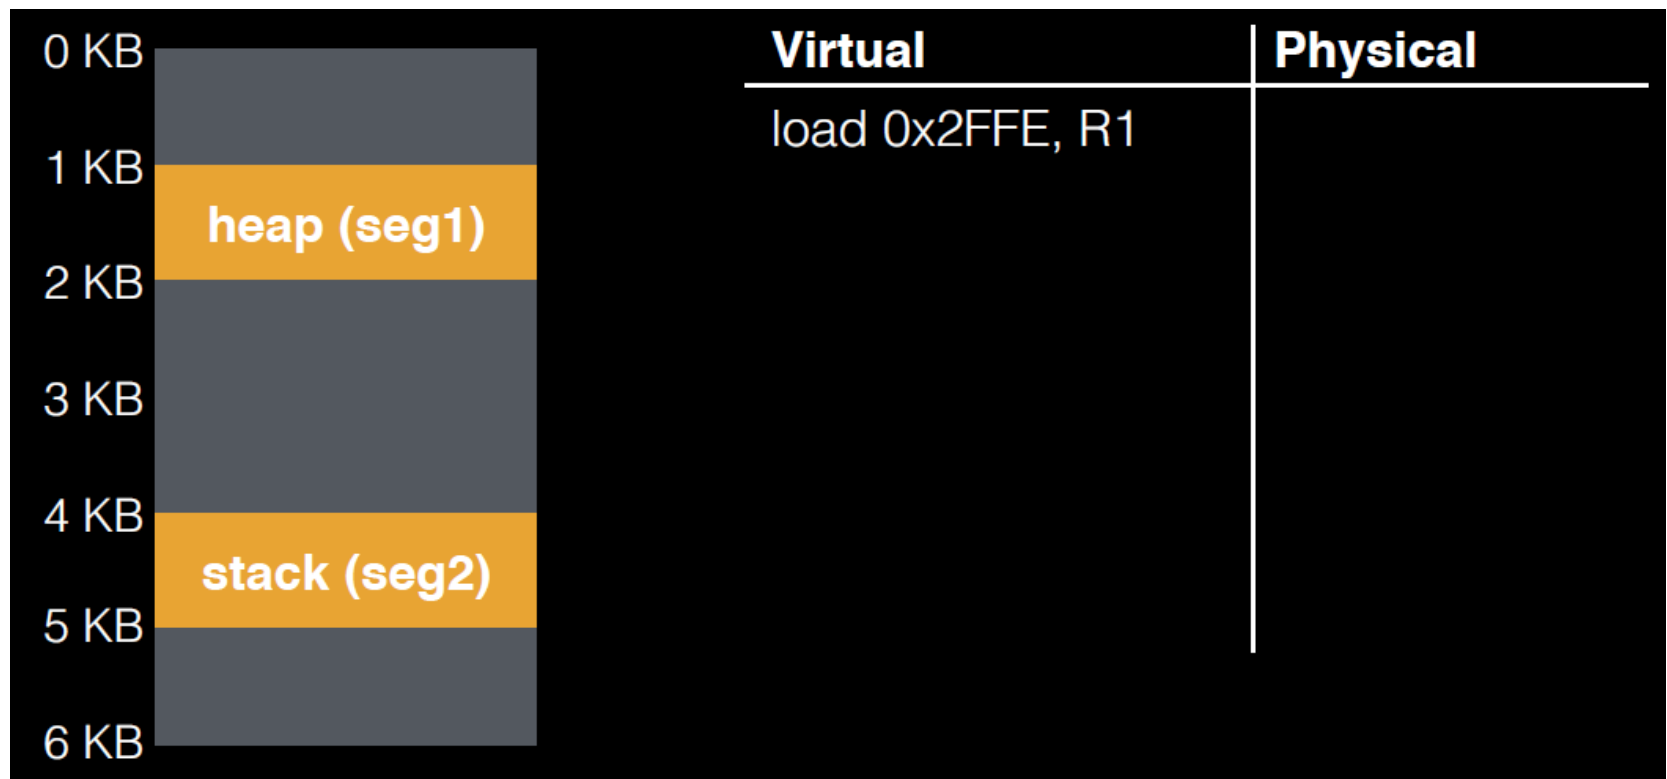 0 KB
1 KB
heap (seg1)
2 KB
3 KB
4 KB
stack (seg2)
5 KB
6 KB
Virtual
Physical
load 0x2FFE, R1